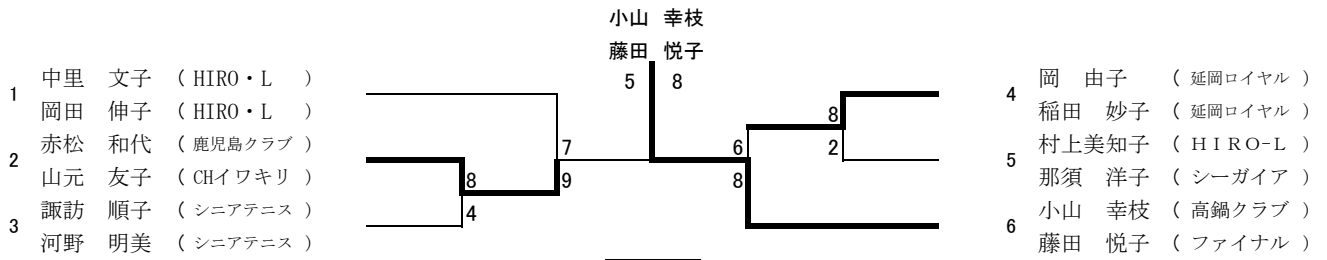 小山 幸枝
藤田 悦子
5 8
1
中里 文子 ( HIRO・L )
岡田 伸子 ( HIRO・L )
2
赤松 和代 ( 鹿児島クラブ )
山元 友子 ( CHイワキリ )
3
諏訪 順子 ( シニアテニス )
河野 明美 ( シニアテニス )
8
4
7
9
6
8
8
2
4
岡 由子 ( 延岡ロイヤル )
稲田 妙子 ( 延岡ロイヤル )
5
村上美知子 ( HIRO-L )
那須 洋子 ( シーガイア )
6
小山 幸枝 ( 高鍋クラブ )
藤田 悦子 ( ファイナル )